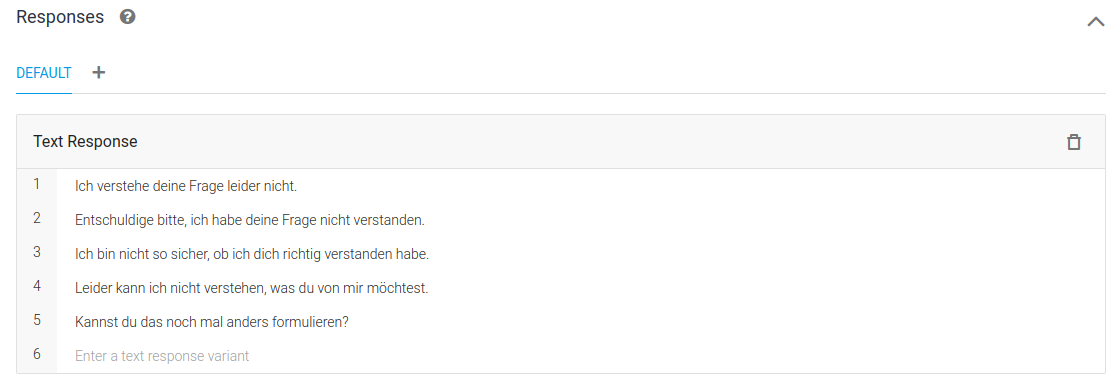 Responses ?
DEFAULT +
Text Response
1 Ich verstehe deine Frage leider nicht.
2 Entschuldige bitte, ich habe deine Frage nicht verstanden.
3 Ich bin nicht so sicher, ob ich dich richtig verstanden habe.
4 Leider kann ich nicht verstehen, was du von mir möchtest.
5 Kannst du das noch mal anders formulieren?
6 Enter a text response variant